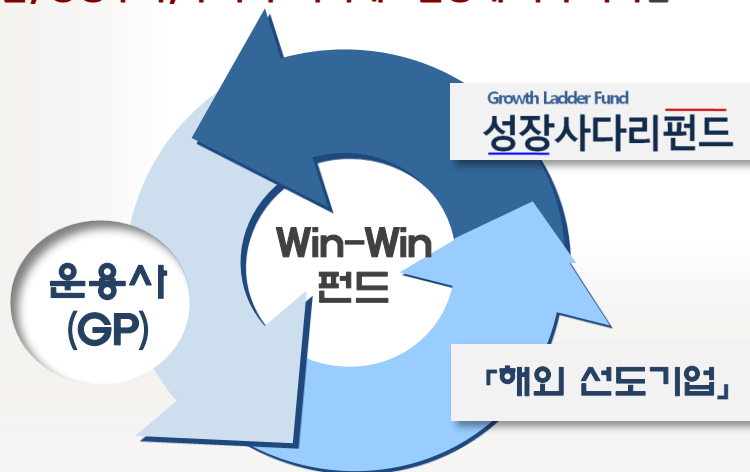 Growth Ladder Fund
성장사다리펀드
Win-Win
펀드
운용사
(GP)
「해외 선도기업」